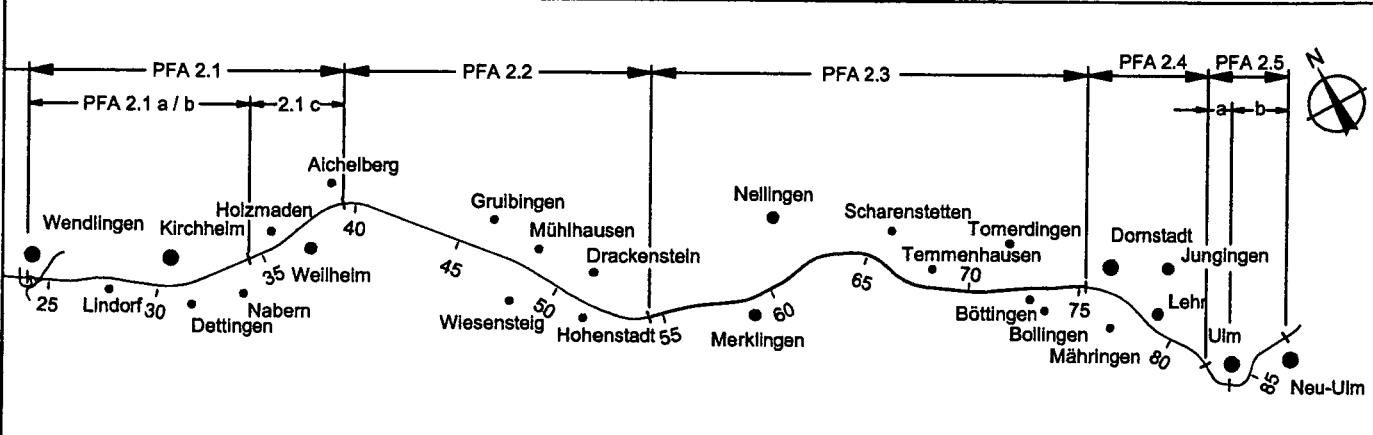 PFA 2.1
PFA 2.2
PFA 2.3
PFA 2.4
PFA 2.5
N
PFA 2.1 a / b
2.1 c
a
b
Aichelberg
Wendlingen
Kirchheim
Holzmaden
Weilheim
Lindorf
Dettingen
Nabern
Gruibingen
Mühlhausen
Drackenstein
Wiesensteig
Hohenstadt
Nellingen
Merklingen
Scharenstetten
Temmenhausen
Tomerdingen
Böttingen
Bollingen
Mähringen
Dornstadt
Jungingen
Lehr
Ulm
Neu-Ulm
25
30
35
40
45
50
55
60
65
70
75
80
85